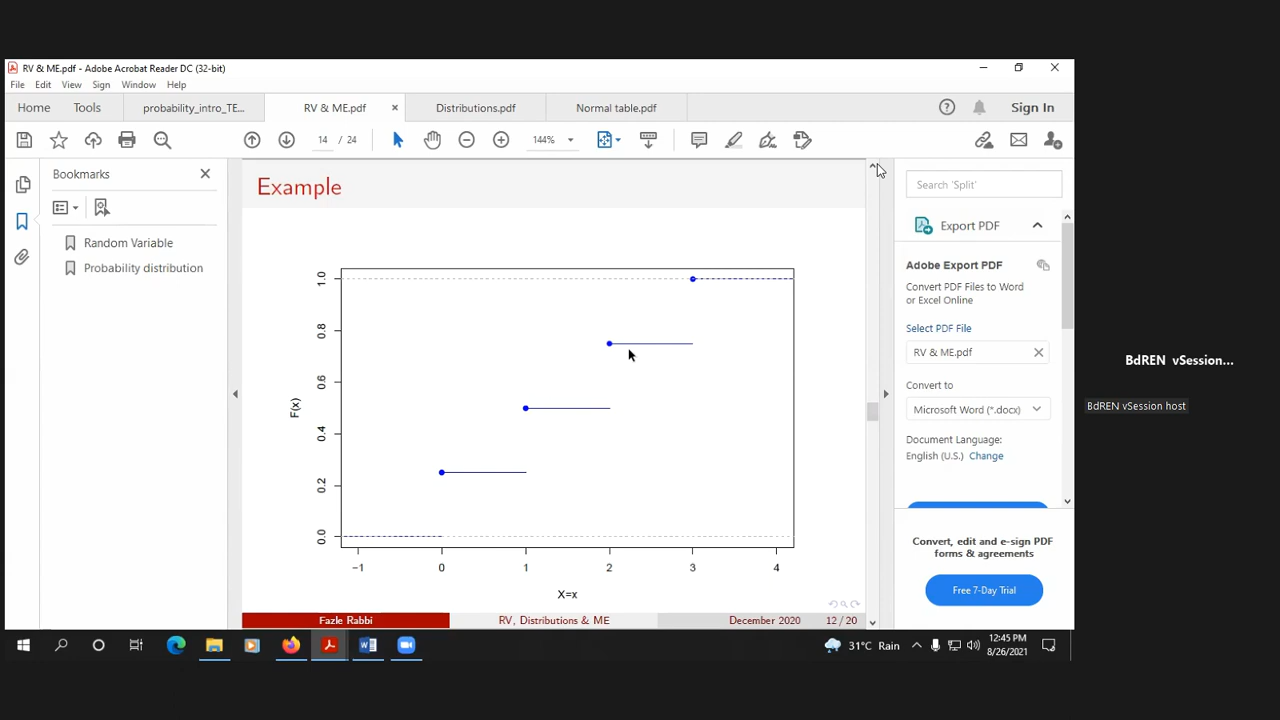 RV & ME.pdf - Adobe Acrobat Reader DC (32-bit)
File Edit View Sign Window Help
Home Tools probability_intro_TE... RV & ME.pdf Distributions.pdf Normal table.pdf Sign In
14 / 24 144%
Bookmarks
Random Variable
Probability distribution
Example
1.0
0.8
0.6
0.4
0.2
0.0
F(x)
−1 0 1 2 3 4
X=x
Fazle Rabbi RV, Distributions & ME December 2020 12 / 20
Search 'Split'
Export PDF
Adobe Export PDF
Convert PDF Files to Word
or Excel Online
Select PDF File
RV & ME.pdf
Convert to
Microsoft Word (*.docx)
Document Language:
English (U.S.) Change
Convert, edit and e-sign PDF
forms & agreements
Free 7-Day Trial
BdREN vSession...
BdREN vSession host
31°C Rain
12:45 PM
8/26/2021